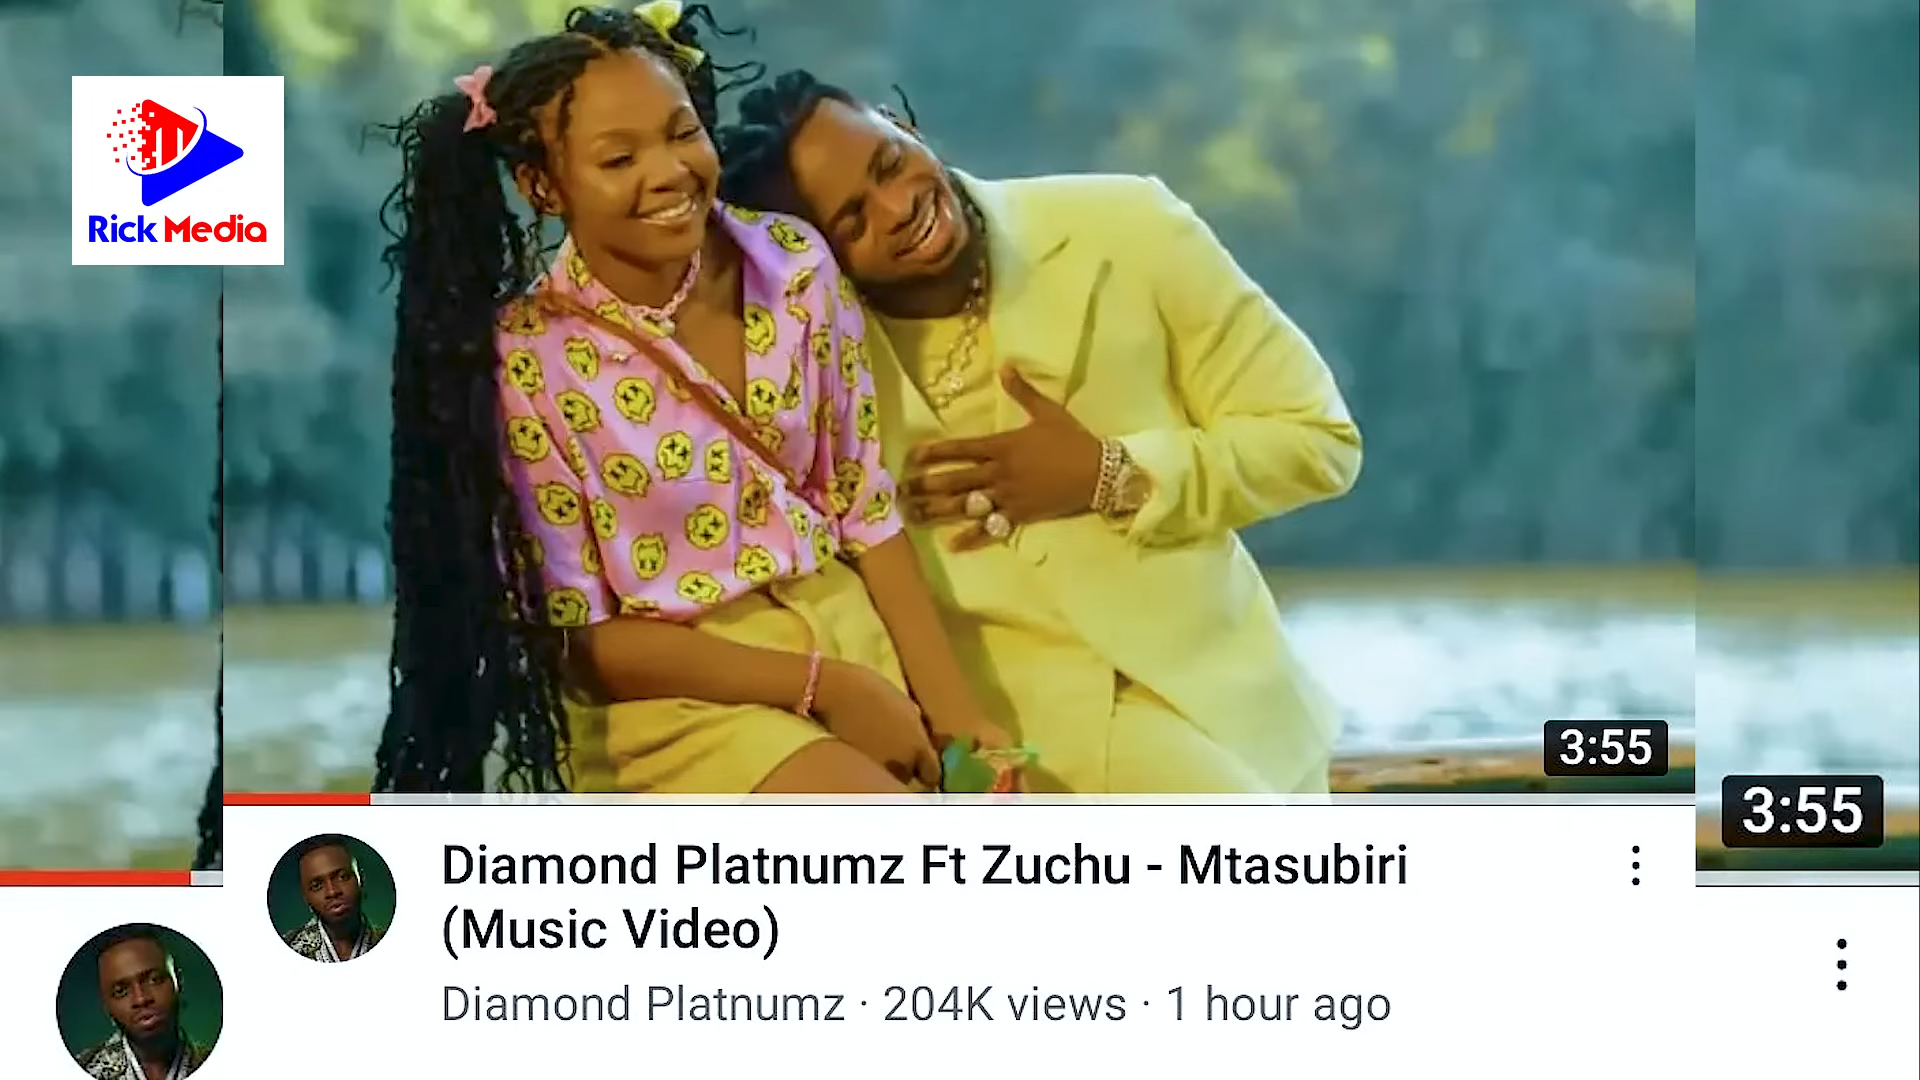 Rick Media
3:55
3:55
Diamond Platnumz Ft Zuchu - Mtasubiri
(Music Video)
Diamond Platnumz · 204K views · 1 hour ago